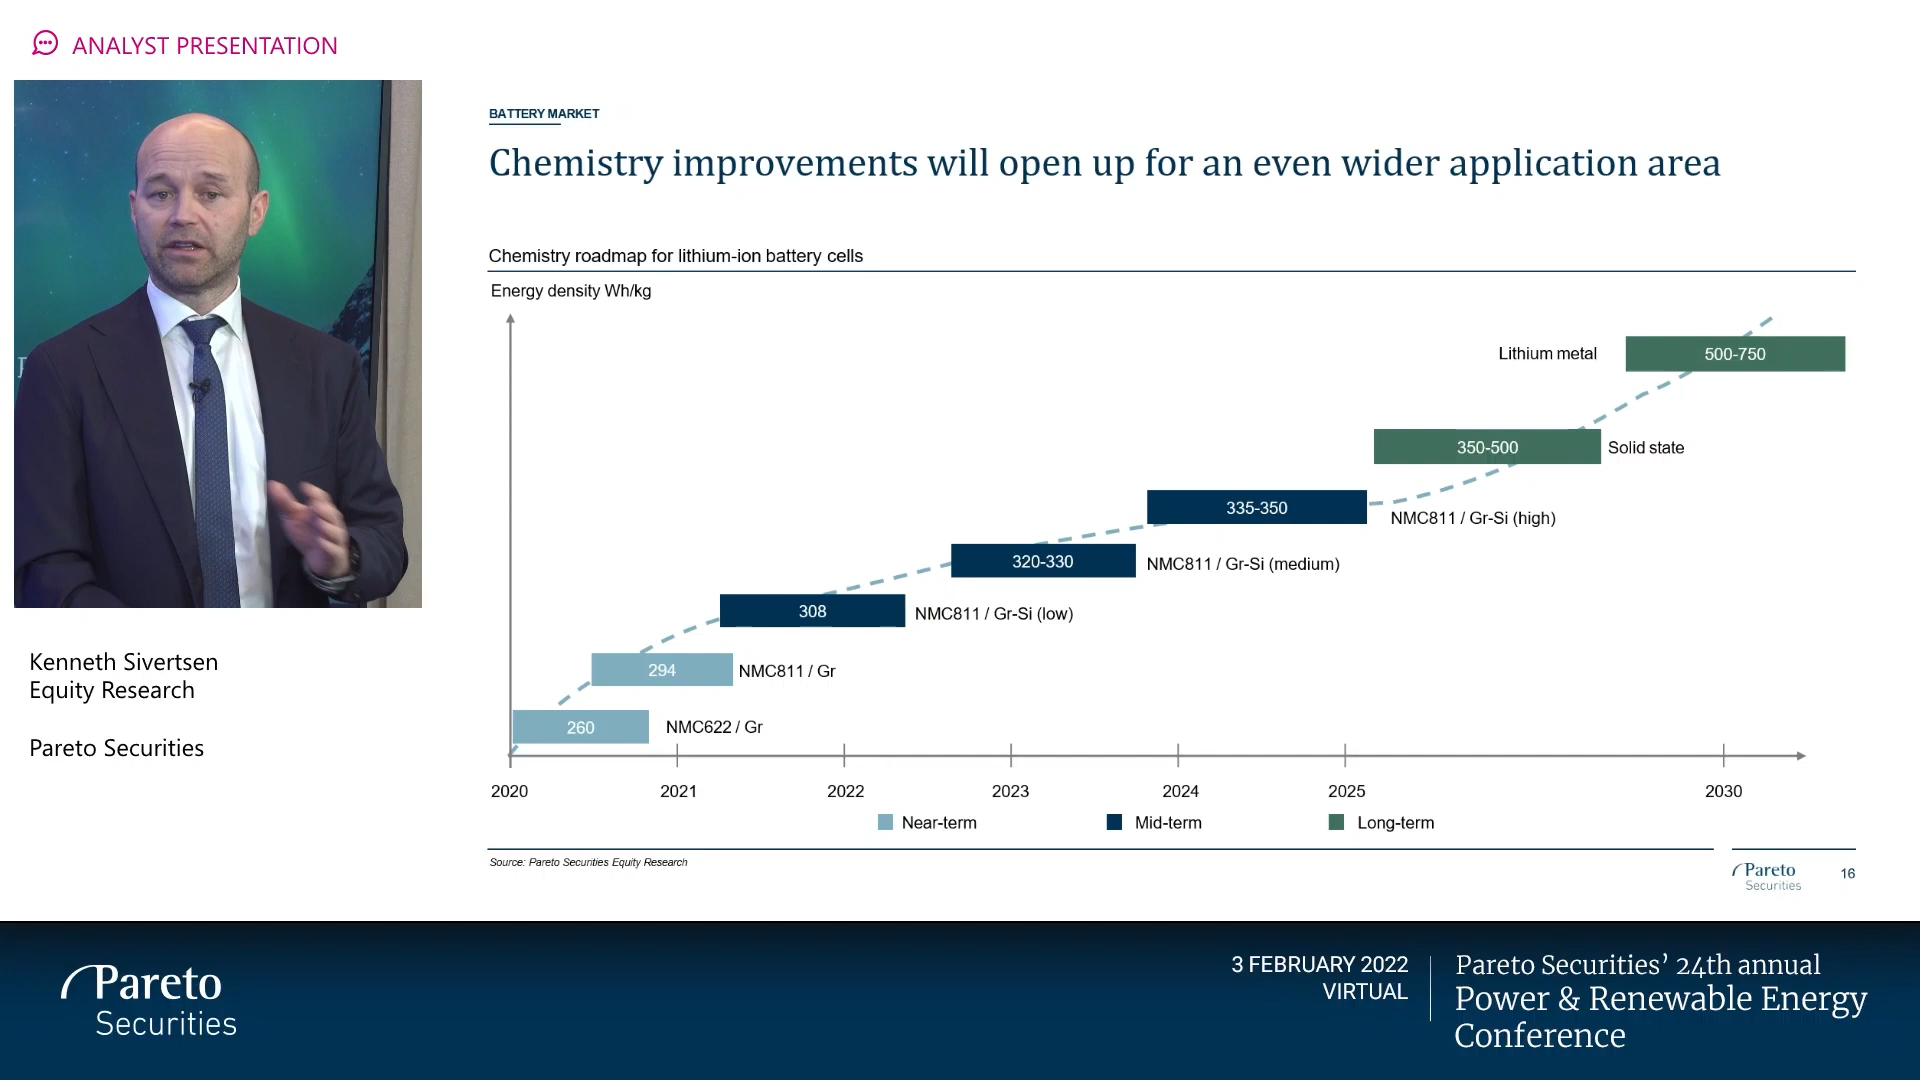 ANALYST PRESENTATION
BATTERY MARKET
Chemistry improvements will open up for an even wider application area
Chemistry roadmap for lithium-ion battery cells
Energy density Wh/kg
Lithium metal
500-750
350-500
Solid state
335-350
NMC811 / Gr-Si (high)
320-330
NMC811 / Gr-Si (medium)
308
NMC811 / Gr-Si (low)
294
NMC811 / Gr
260
NMC622 / Gr
2020
2021
2022
2023
2024
2025
2030
Near-term
Mid-term
Long-term
Source: Pareto Securities Equity Research
Pareto
Securities
16
Kenneth Sivertsen
Equity Research
Pareto Securities
Pareto
Securities
3 FEBRUARY 2022
VIRTUAL
Pareto Securities’ 24th annual
Power & Renewable Energy
Conference